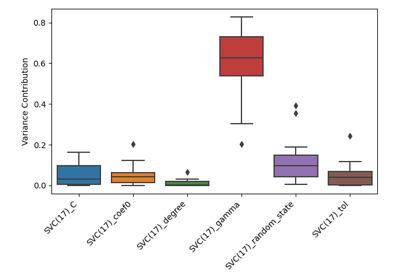 Variance Contribution
0.8
0.6
0.4
0.2
0.0
SVC(17)_C
SVC(17)_coef0
SVC(17)_degree
SVC(17)_gamma
SVC(17)_random_state
SVC(17)_tol